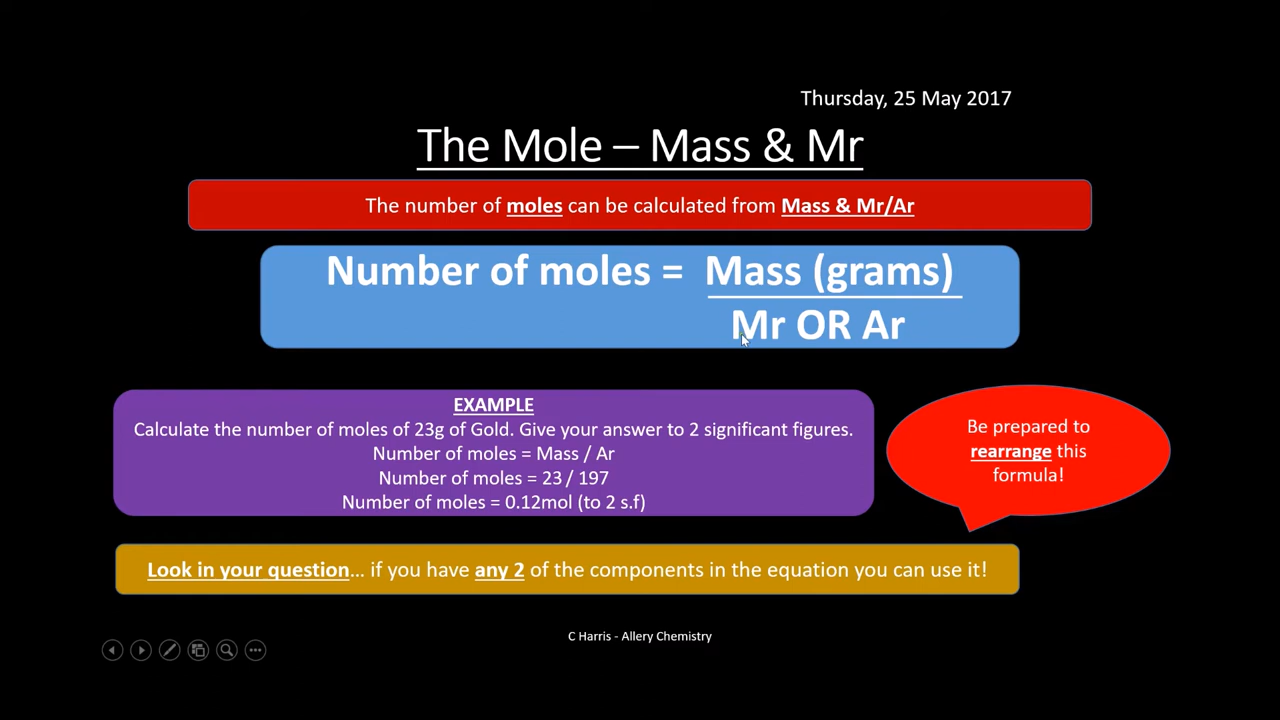 Thursday, 25 May 2017
The Mole – Mass & Mr
The number of moles can be calculated from Mass & Mr/Ar
Number of moles = Mass (grams)
Mr OR Ar
EXAMPLE
Calculate the number of moles of 23g of Gold. Give your answer to 2 significant figures.
Number of moles = Mass / Ar
Number of moles = 23 / 197
Number of moles = 0.12mol (to 2 s.f)
Be prepared to
rearrange this
formula!
Look in your question… if you have any 2 of the components in the equation you can use it!
C Harris - Allery Chemistry